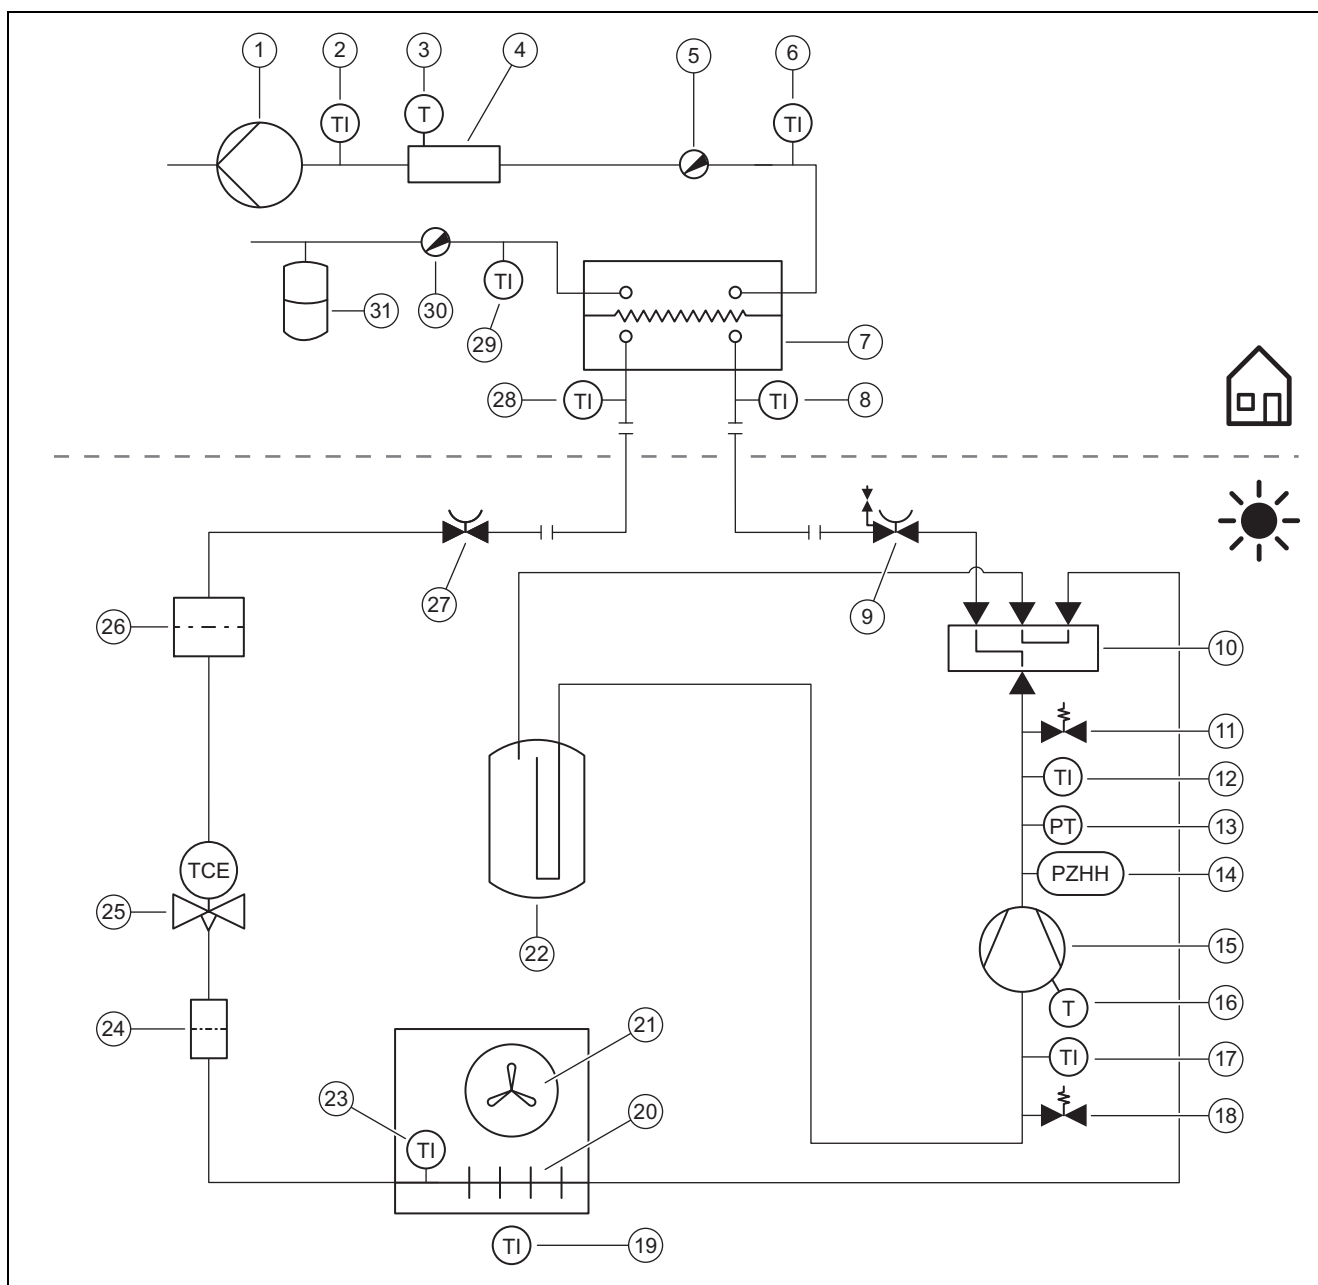 1 2 3 4 5 6
TI T TI
31 30 TI 29 7
28 TI TI 8
27 9
26 10
11
TI 12
PT 13
TCE PZHH 14
25 15
22
T 16
24 21 TI 17
23 20 18
TI
TI 19